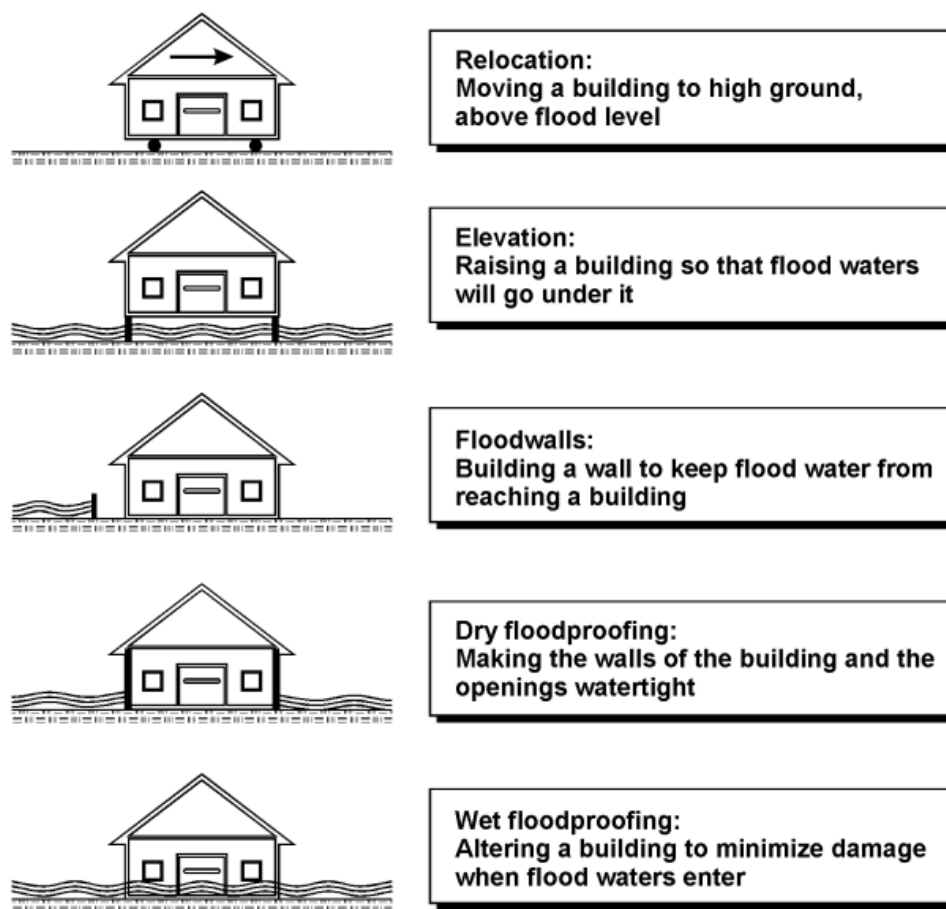 Relocation:
Moving a building to high ground,
above flood level
Elevation:
Raising a building so that flood waters
will go under it
Floodwalls:
Building a wall to keep flood water from
reaching a building
Dry floodproofing:
Making the walls of the building and the
openings watertight
Wet floodproofing:
Altering a building to minimize damage
when flood waters enter